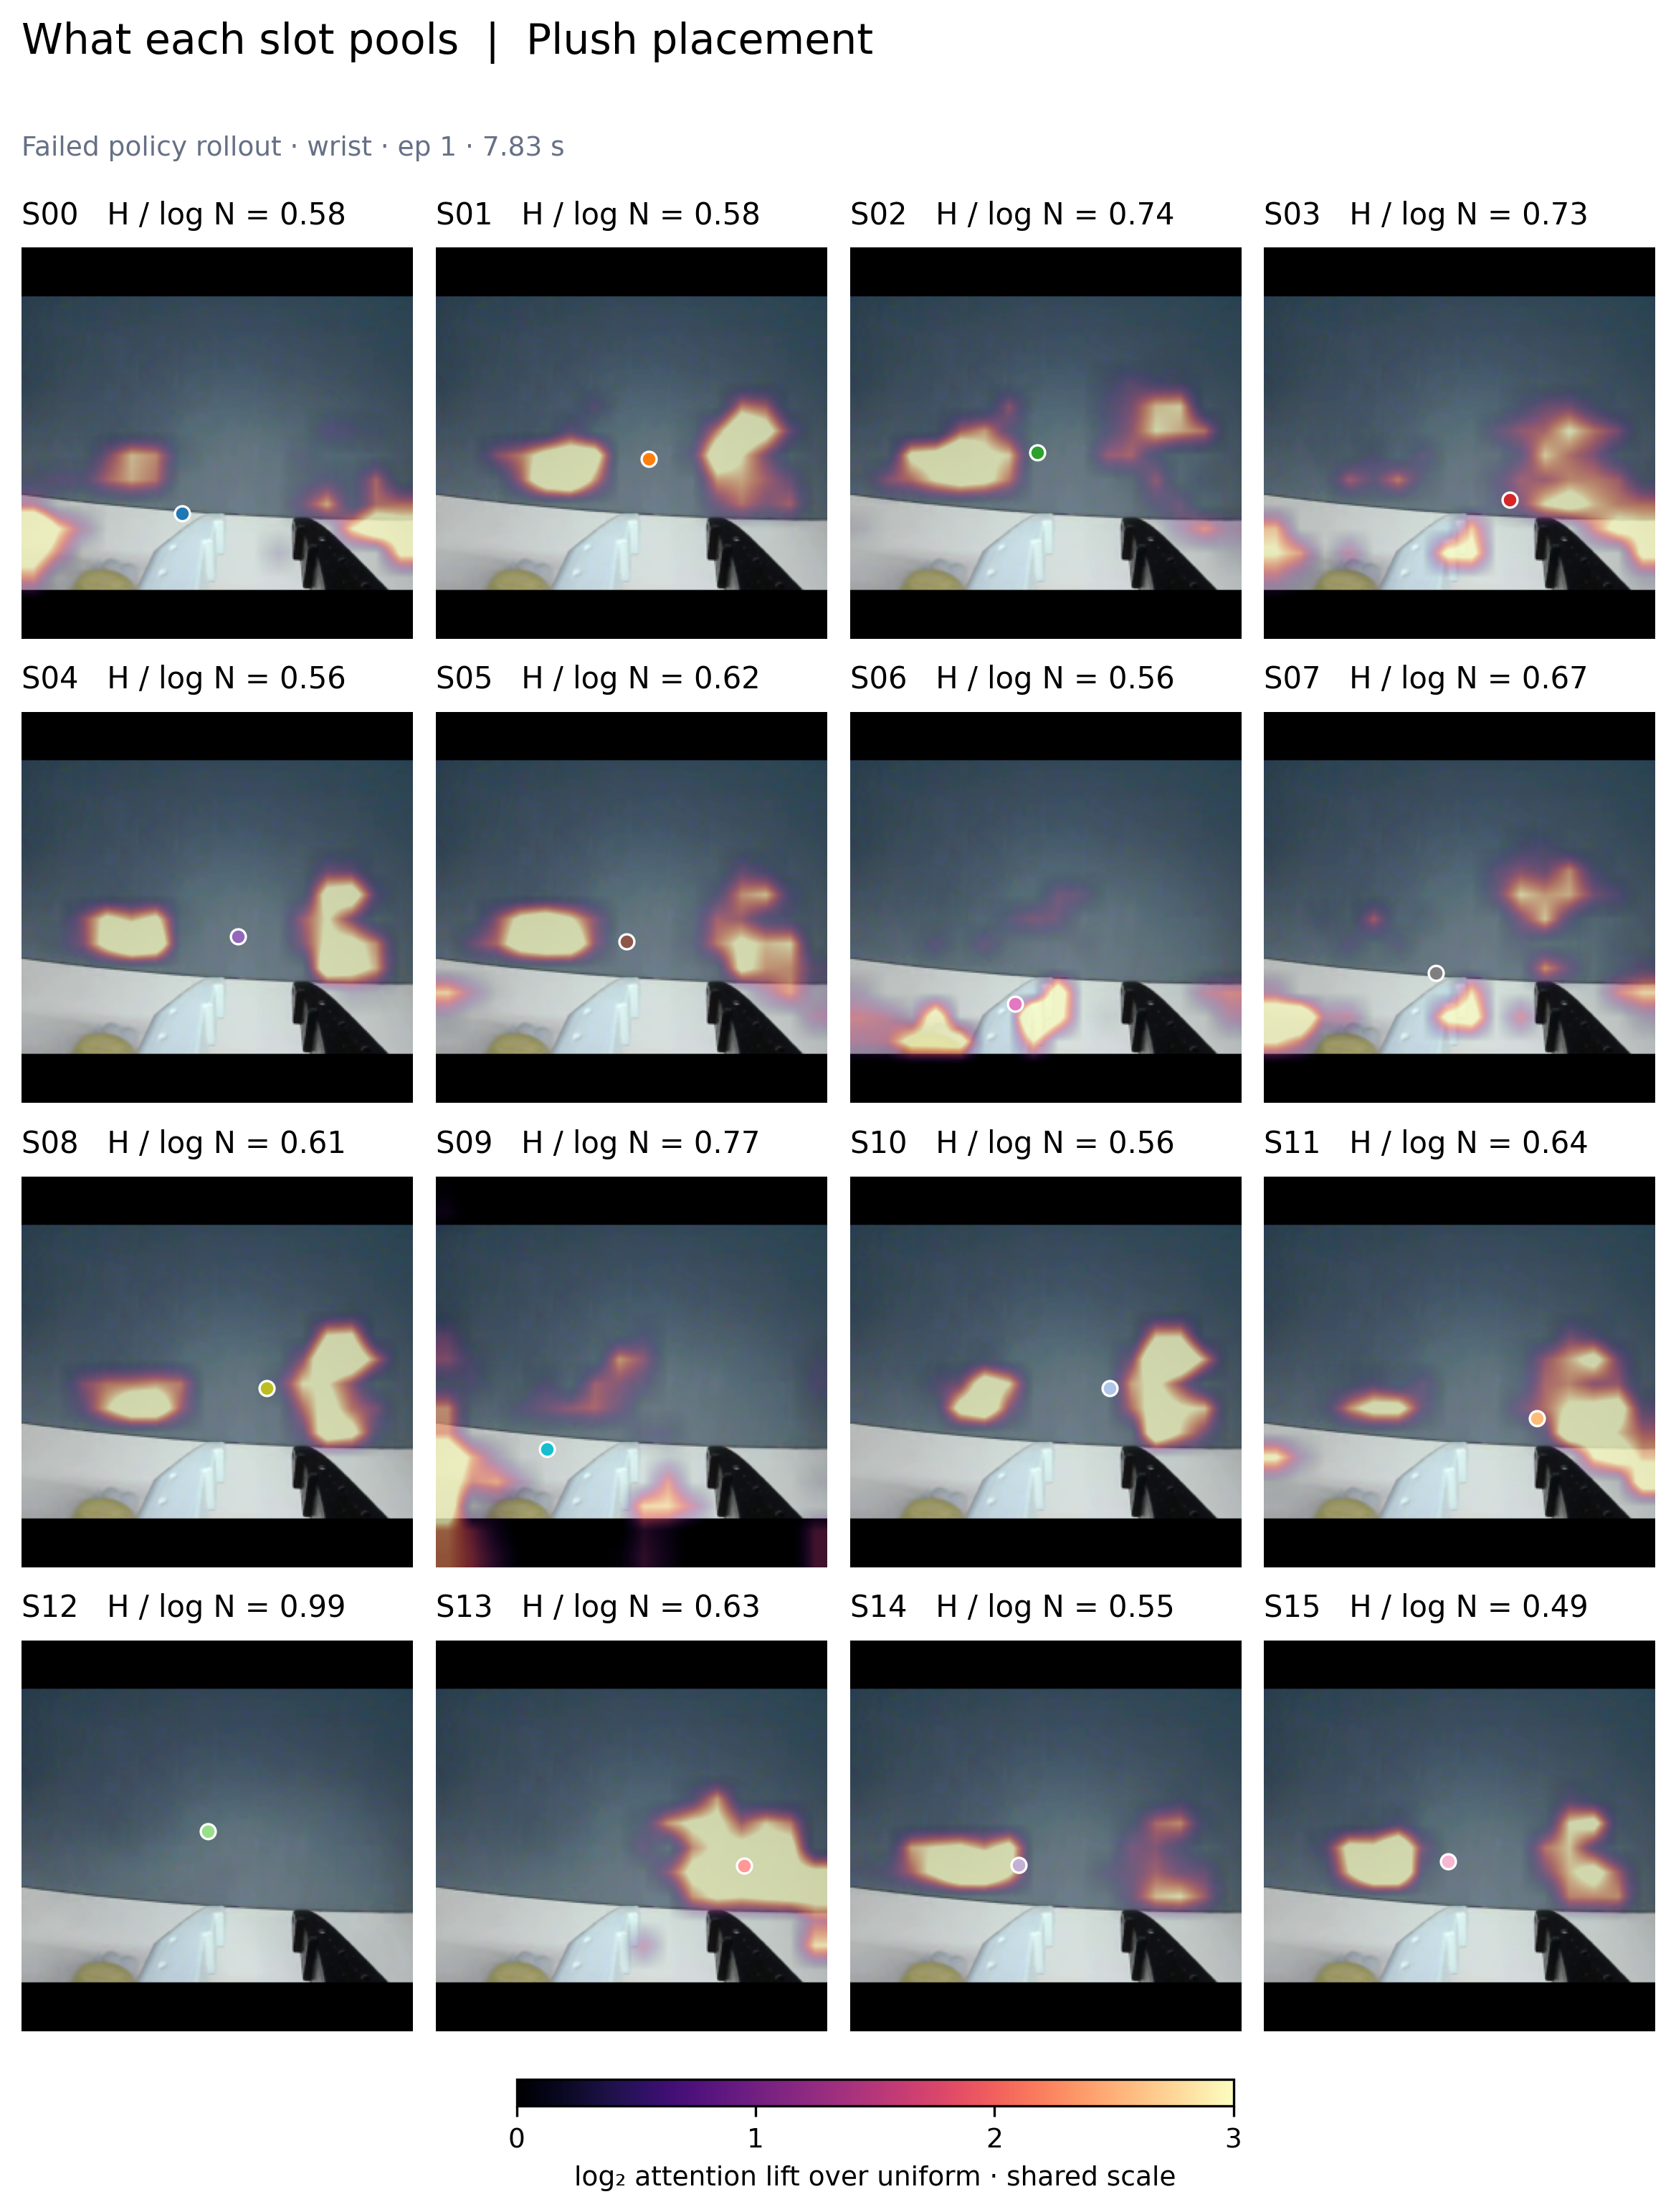 What each slot pools | Plush placement
Failed policy rollout · wrist · ep 1 · 7.83 s
S00 H / log N = 0.58
S01 H / log N = 0.58
S02 H / log N = 0.74
S03 H / log N = 0.73
S04 H / log N = 0.56
S05 H / log N = 0.62
S06 H / log N = 0.56
S07 H / log N = 0.67
S08 H / log N = 0.61
S09 H / log N = 0.77
S10 H / log N = 0.56
S11 H / log N = 0.64
S12 H / log N = 0.99
S13 H / log N = 0.63
S14 H / log N = 0.55
S15 H / log N = 0.49
0 1 2 3
log₂ attention lift over uniform · shared scale